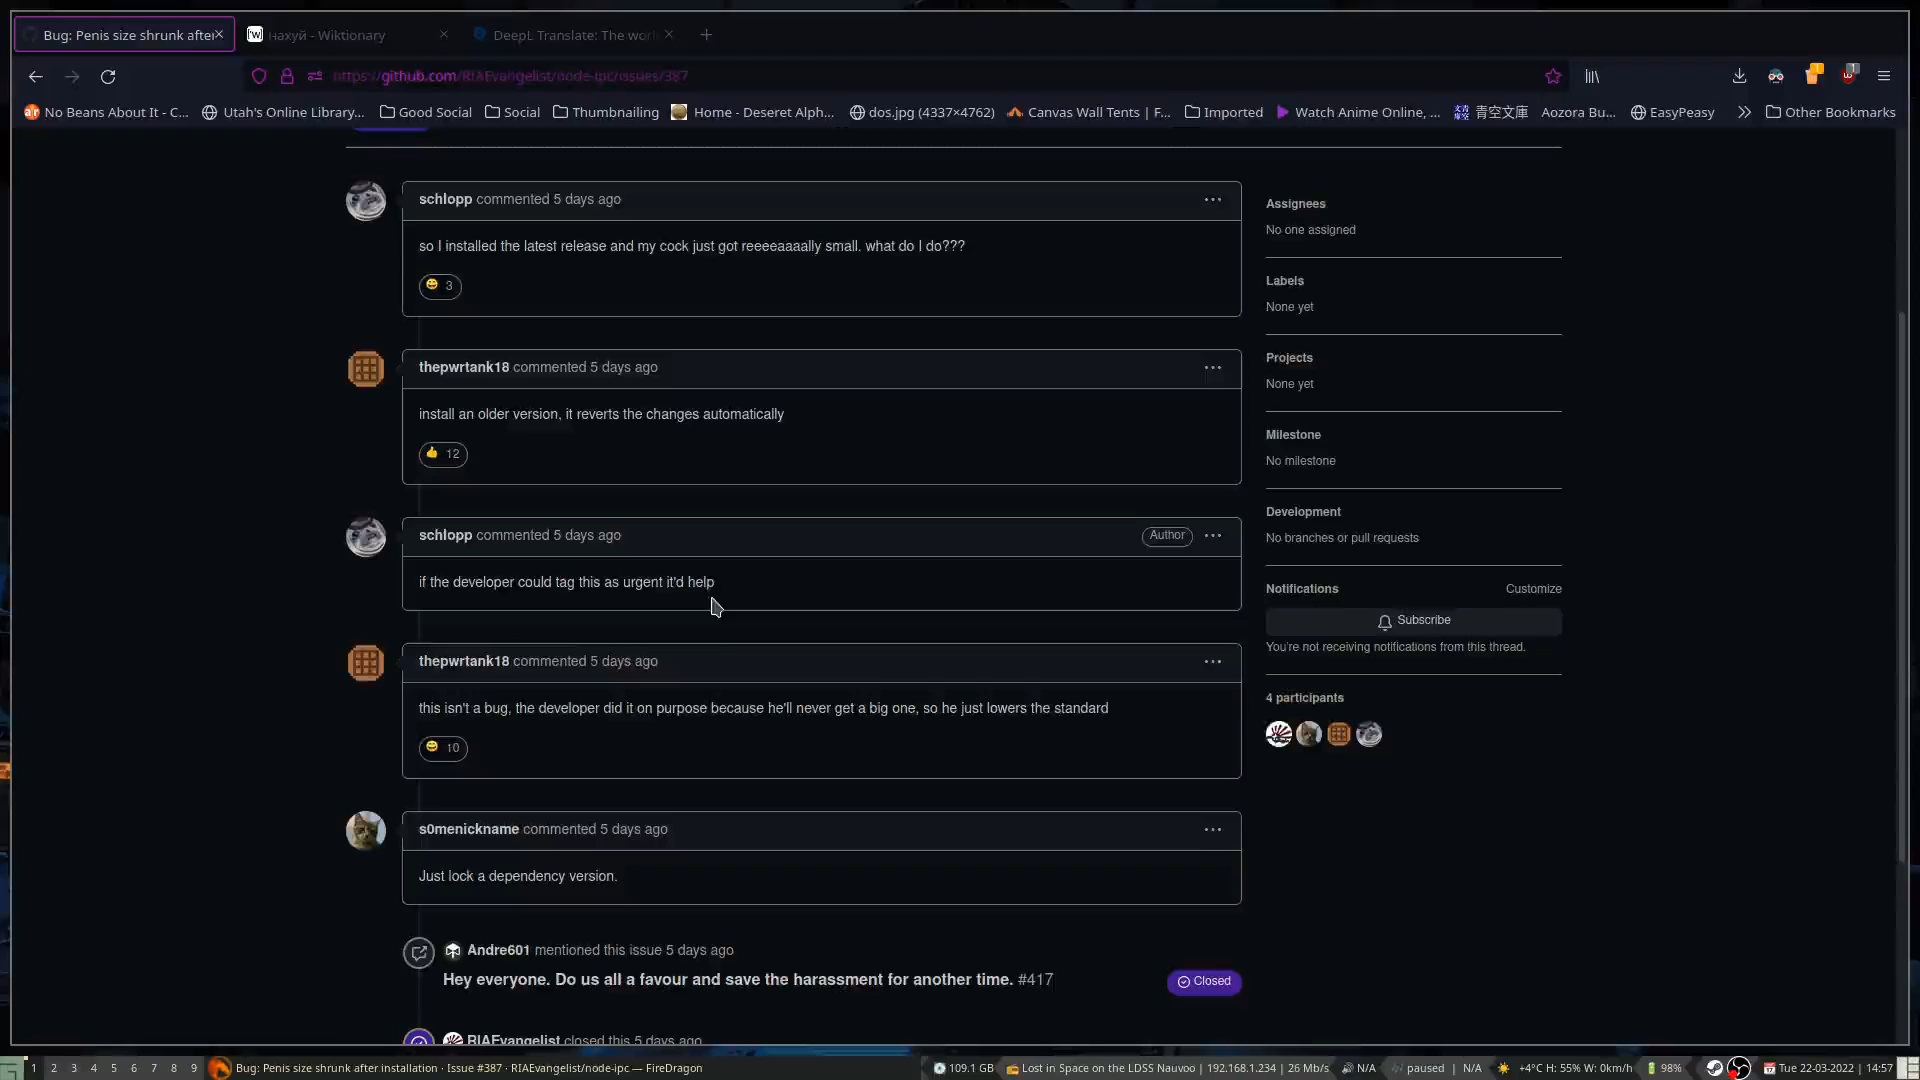 Bug: Penis size shrunk after
нахуй - Wiktionary
DeepL Translate: The worl
https://github.com/RIAEvangelist/node-ipc/issues/387
No Beans About It - C...
Utah's Online Library...
Good Social
Social
Thumbnailing
Home - Deseret Alph...
dos.jpg (4337×4762)
Canvas Wall Tents | F...
Imported
Watch Anime Online, ...
青空文庫 Aozora Bu...
EasyPeasy
Other Bookmarks
schlopp commented 5 days ago
so I installed the latest release and my cock just got reeeeaaaally small. what do I do???
3
thepwrtank18 commented 5 days ago
install an older version, it reverts the changes automatically
12
schlopp commented 5 days ago
Author
if the developer could tag this as urgent it'd help
thepwrtank18 commented 5 days ago
this isn't a bug, the developer did it on purpose because he'll never get a big one, so he just lowers the standard
10
s0menickname commented 5 days ago
Just lock a dependency version.
Andre601 mentioned this issue 5 days ago
Hey everyone. Do us all a favour and save the harassment for another time. #417
Closed
RIAEvangelist closed this 5 days ago
Assignees
No one assigned
Labels
None yet
Projects
None yet
Milestone
No milestone
Development
No branches or pull requests
Notifications
Customize
Subscribe
You're not receiving notifications from this thread.
4 participants
1 2 3 4 5 6 7 8 9
Bug: Penis size shrunk after installation · Issue #387 · RIAEvangelist/node-ipc — FireDragon
109.1 GB
Lost in Space on the LDSS Nauvoo | 192.168.1.234 | 26 Mb/s
N/A
paused | N/A
+4°C H: 55% W: 0km/h
98%
Tue 22-03-2022 | 14:57